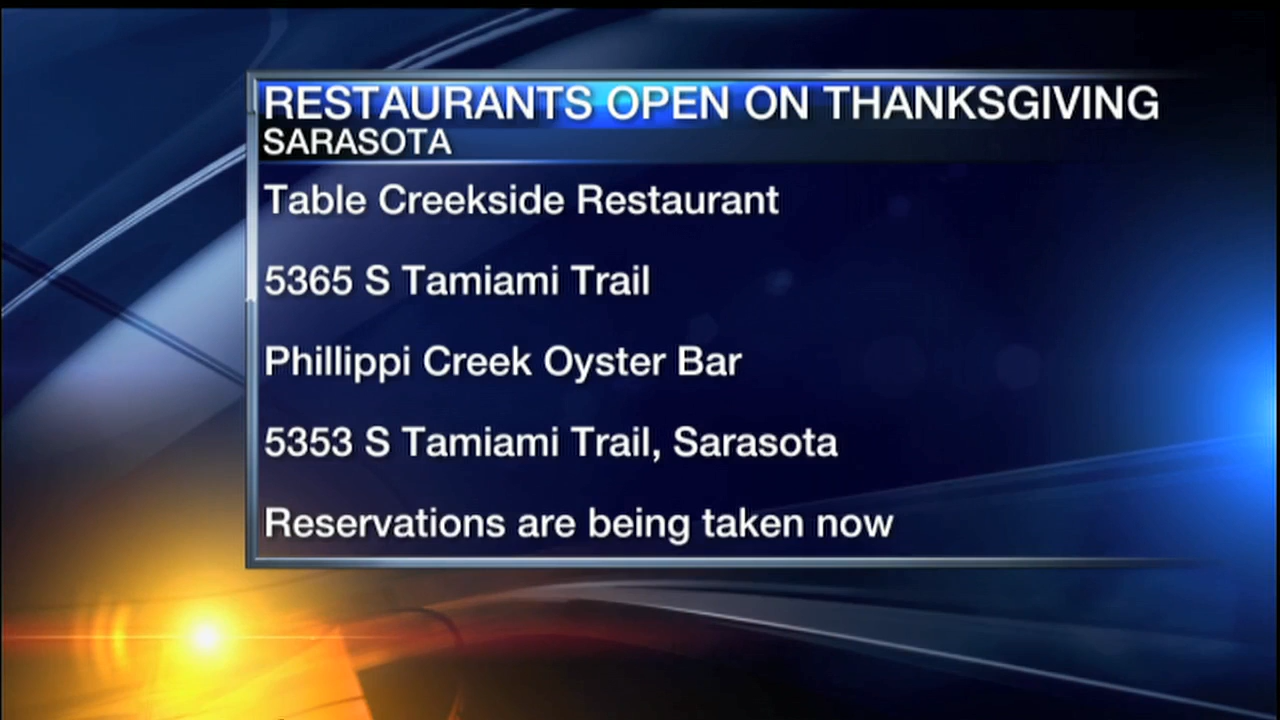 RESTAURANTS OPEN ON THANKSGIVING
SARASOTA
Table Creekside Restaurant
5365 S Tamiami Trail
Phillippi Creek Oyster Bar
5353 S Tamiami Trail, Sarasota
Reservations are being taken now